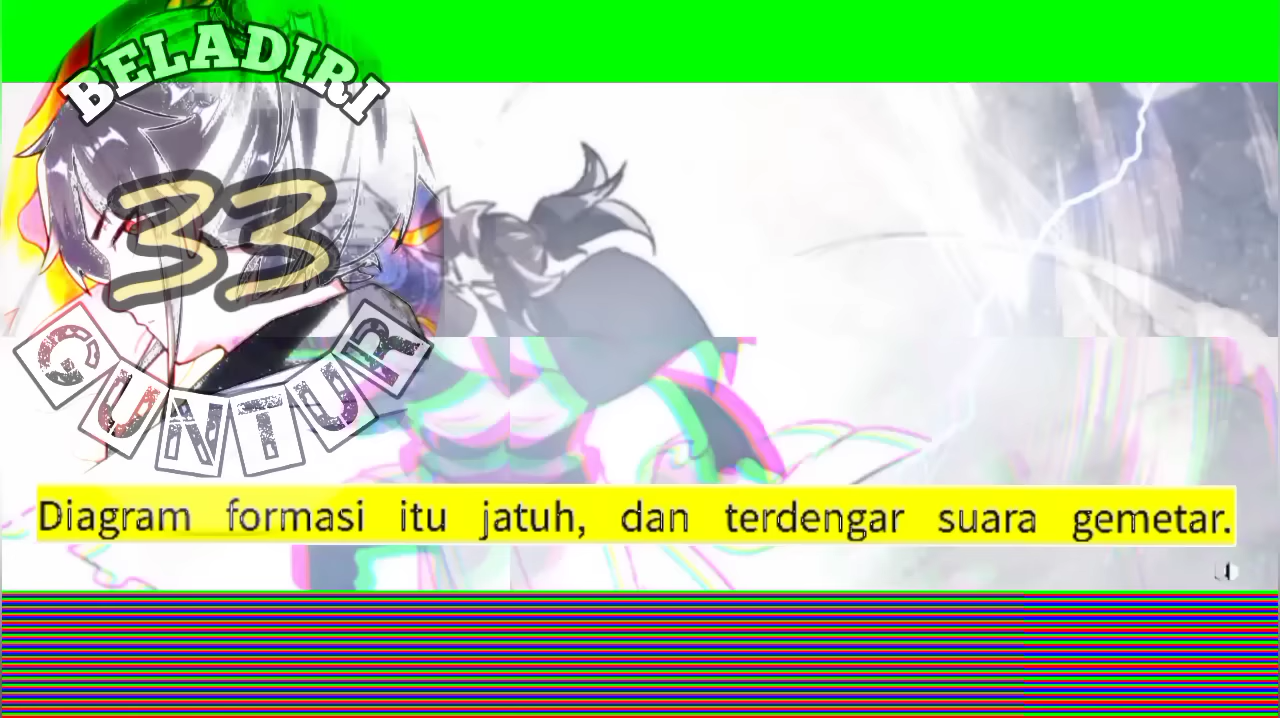 BELADIRI
33
GUNTUR
Diagram formasi itu jatuh, dan terdengar suara gemetar.